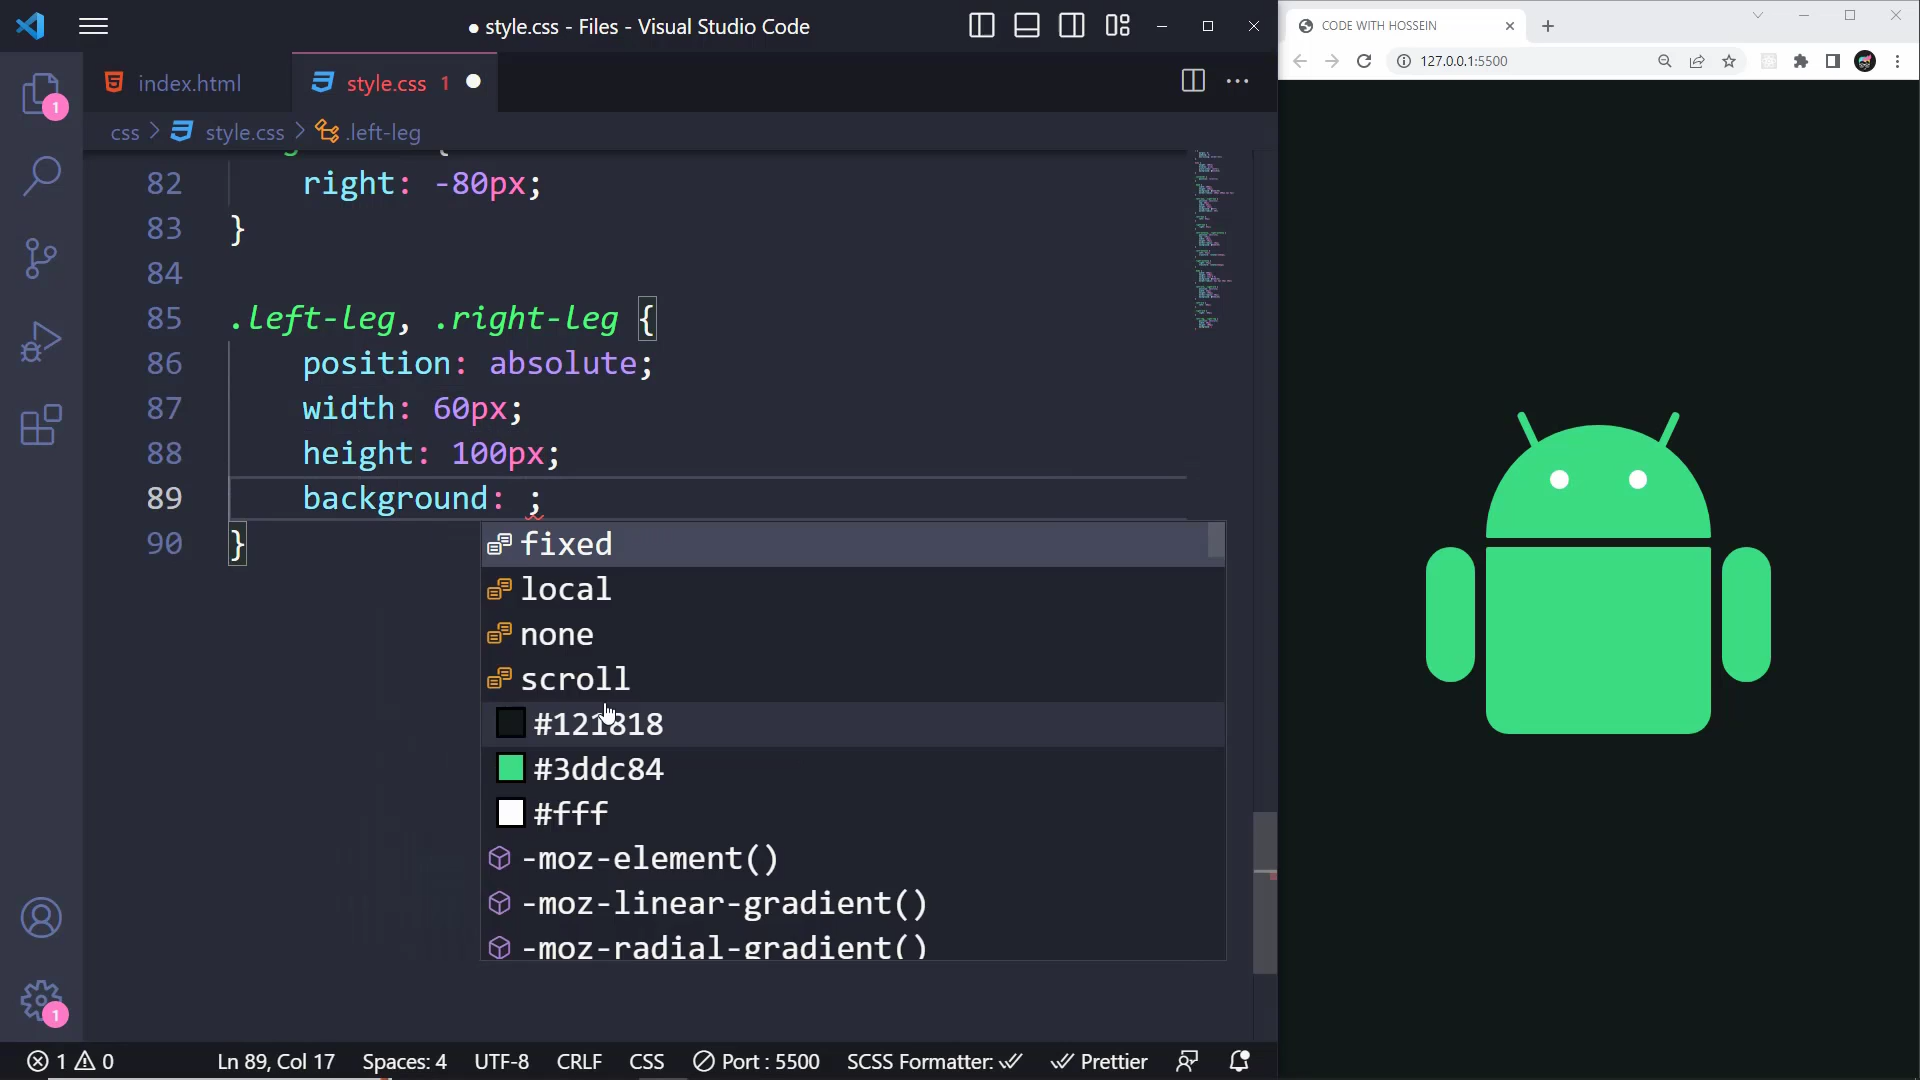 ● style.css - Files - Visual Studio Code
index.html
style.css 1
css > style.css > .left-leg
82 right: -80px;
83 }
84
85 .left-leg, .right-leg {
86 position: absolute;
87 width: 60px;
88 height: 100px;
89 background: ;
90 }
fixed
local
none
scroll
#121818
#3ddc84
#fff
-moz-element()
-moz-linear-gradient()
-moz-radial-gradient()
1
1
1 0 Ln 89, Col 17 Spaces: 4 UTF-8 CRLF CSS Port : 5500 SCSS Formatter: Prettier
CODE WITH HOSSEIN
127.0.0.1:5500